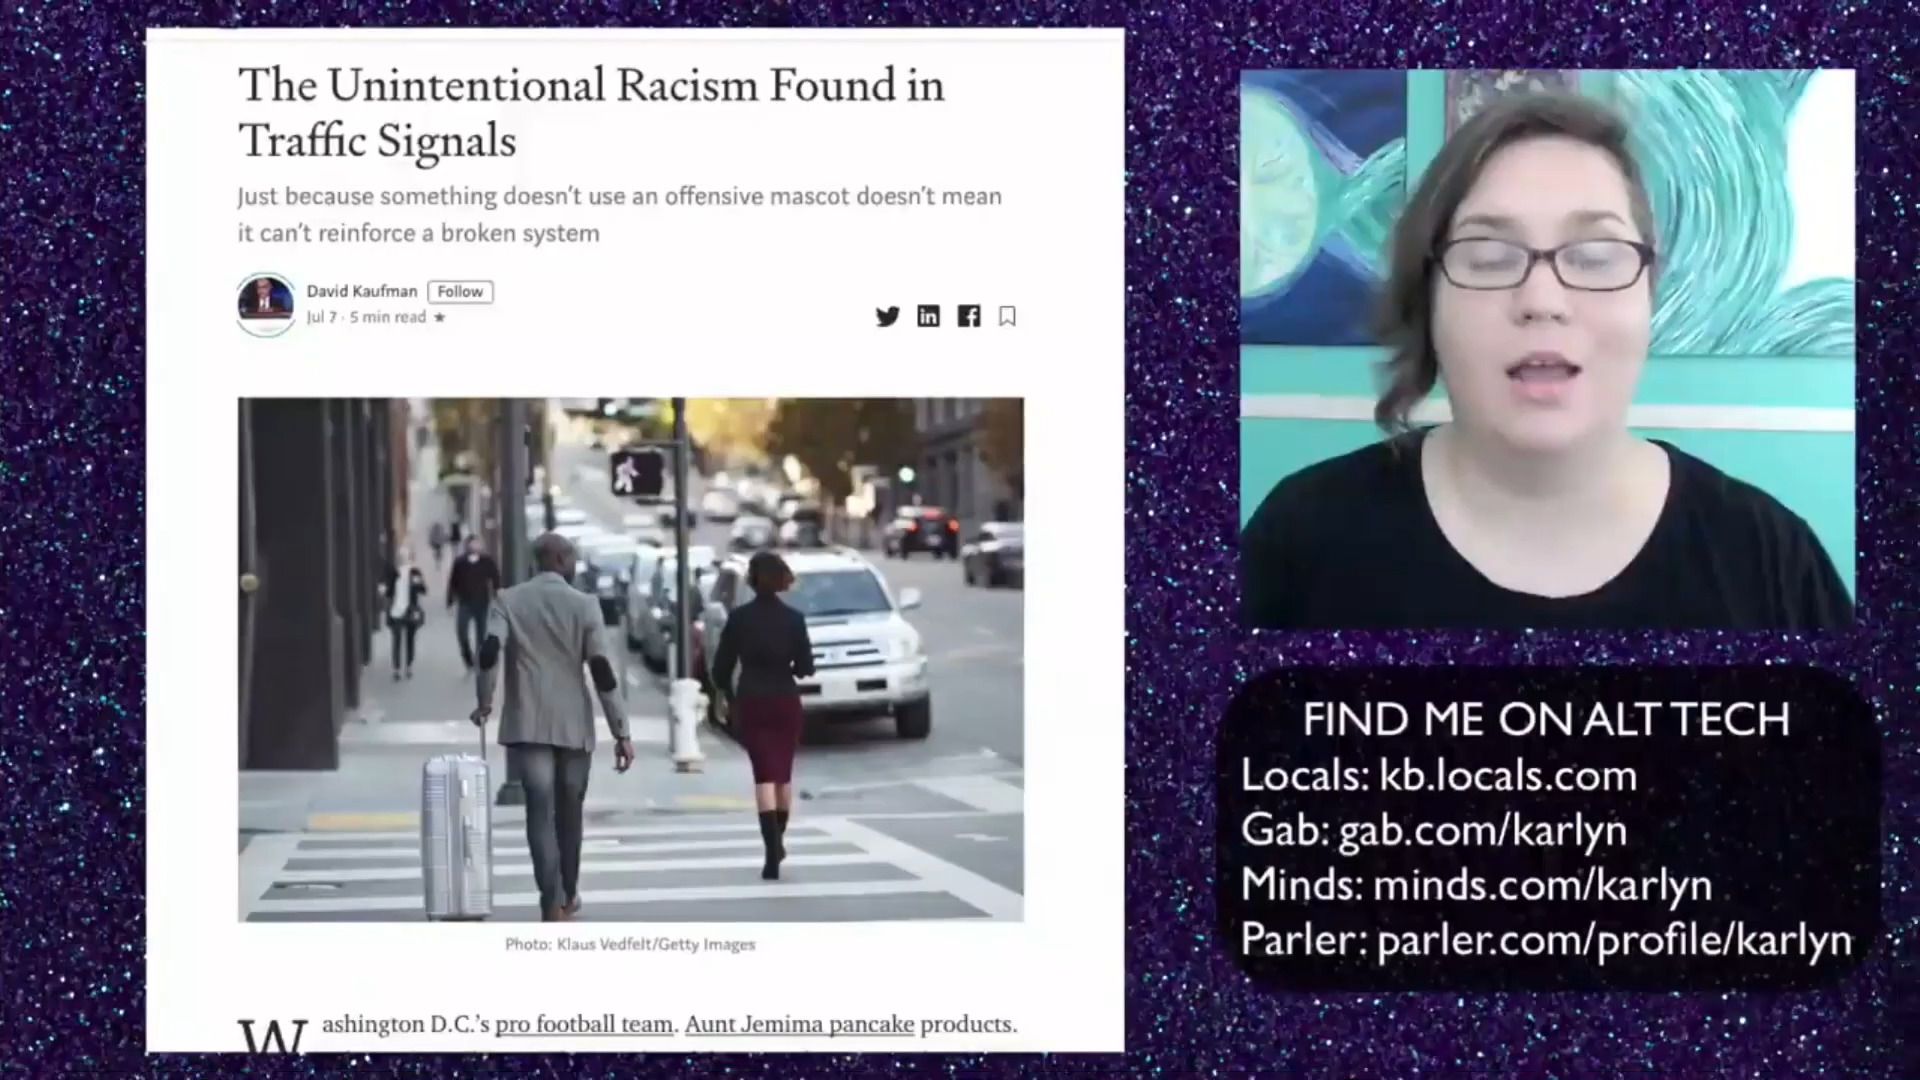 The Unintentional Racism Found in
Traffic Signals
Just because something doesn't use an offensive mascot doesn't mean
it can't reinforce a broken system
David Kaufman Follow
Jul 7 · 5 min read ★
Photo: Klaus Vedfelt/Getty Images
Washington D.C.'s pro football team. Aunt Jemima pancake products.
FIND ME ON ALT TECH
Locals: kb.locals.com
Gab: gab.com/karlyn
Minds: minds.com/karlyn
Parler: parler.com/profile/karlyn